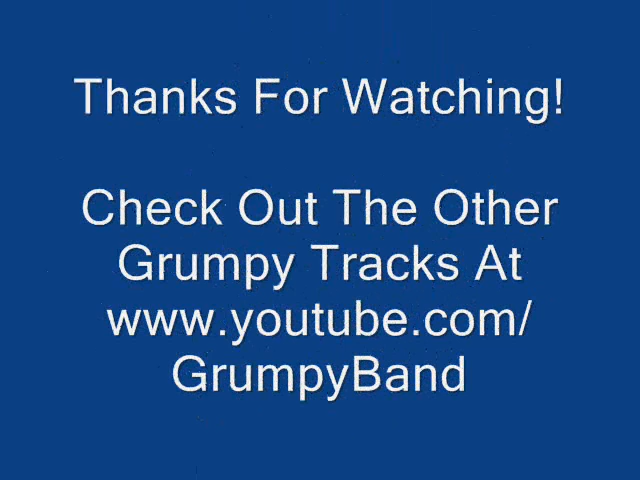 Thanks For Watching!
Check Out The Other
Grumpy Tracks At
www.youtube.com/
GrumpyBand